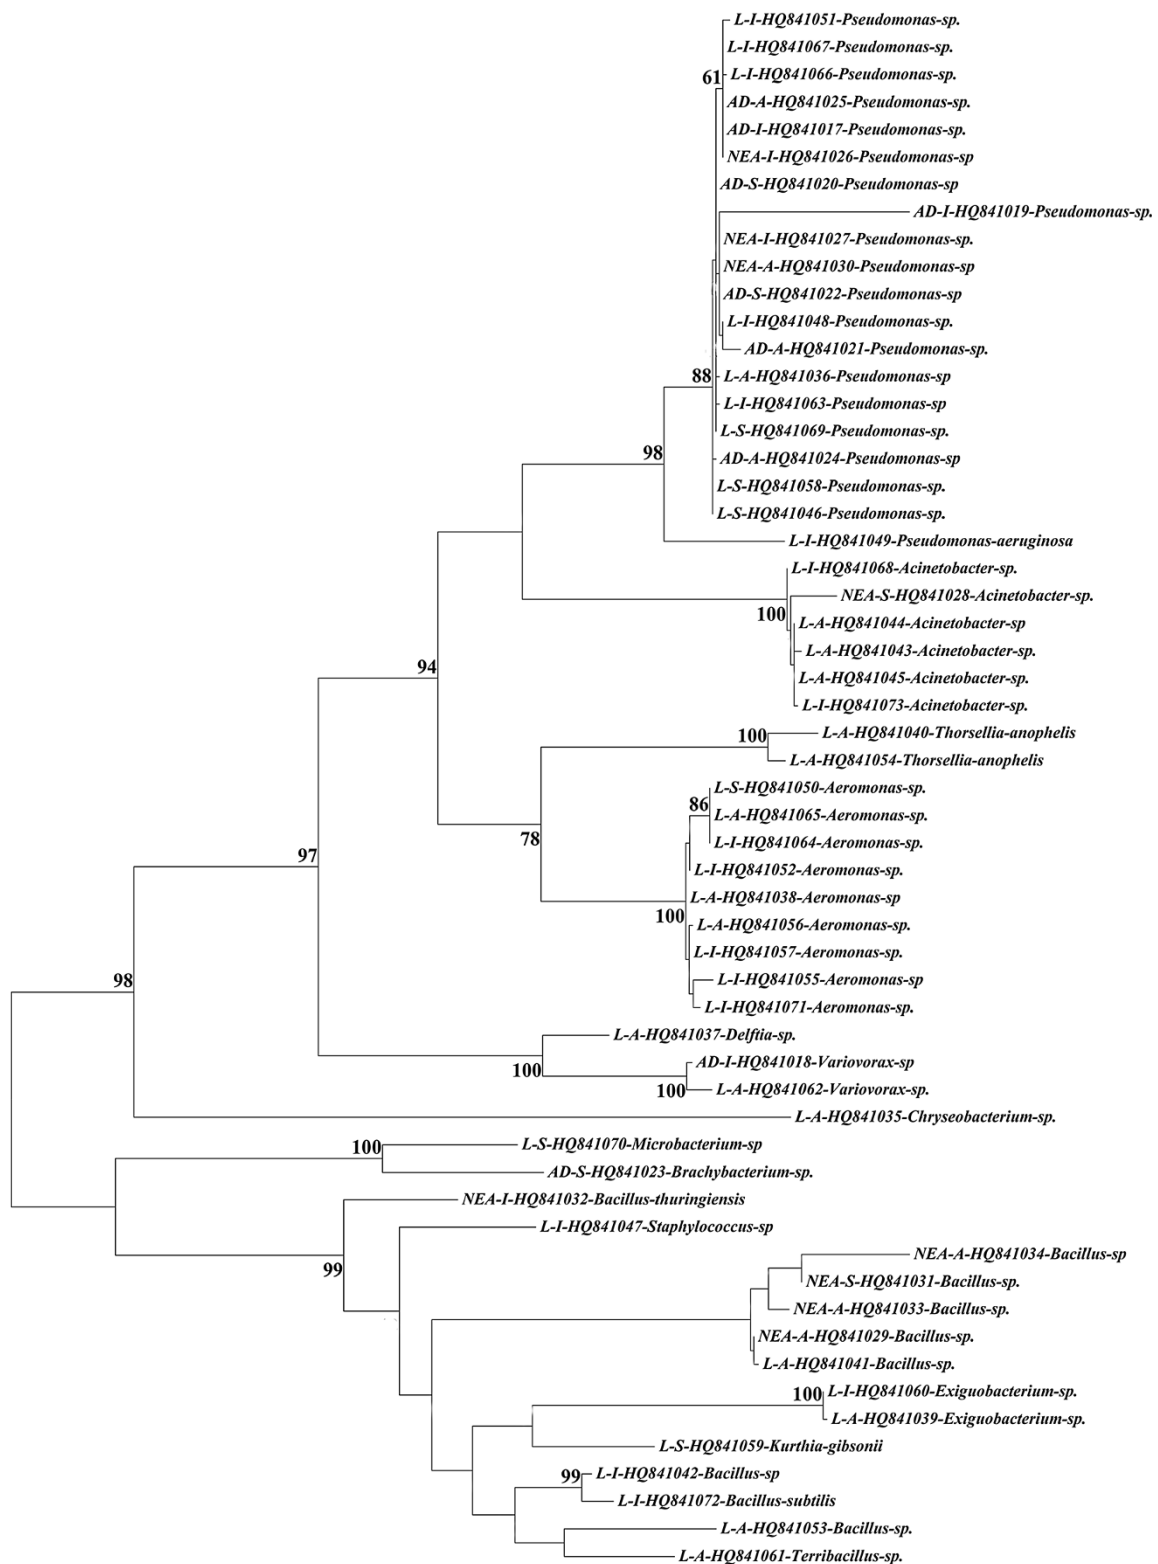 L-I-HQ841051-Pseudomonas-sp.
L-I-HQ841067-Pseudomonas-sp.
61
L-I-HQ841066-Pseudomonas-sp.
AD-A-HQ841025-Pseudomonas-sp.
AD-I-HQ841017-Pseudomonas-sp.
NEA-I-HQ841026-Pseudomonas-sp
AD-S-HQ841020-Pseudomonas-sp
AD-I-HQ841019-Pseudomonas-sp.
NEA-I-HQ841027-Pseudomonas-sp.
NEA-A-HQ841030-Pseudomonas-sp
AD-S-HQ841022-Pseudomonas-sp
L-I-HQ841048-Pseudomonas-sp.
AD-A-HQ841021-Pseudomonas-sp.
88
L-A-HQ841036-Pseudomonas-sp
L-I-HQ841063-Pseudomonas-sp
L-S-HQ841069-Pseudomonas-sp.
98
AD-A-HQ841024-Pseudomonas-sp
L-S-HQ841058-Pseudomonas-sp.
L-S-HQ841046-Pseudomonas-sp.
L-I-HQ841049-Pseudomonas-aeruginosa
L-I-HQ841068-Acinetobacter-sp.
NEA-S-HQ841028-Acinetobacter-sp.
100
L-A-HQ841044-Acinetobacter-sp
L-A-HQ841043-Acinetobacter-sp.
94
L-A-HQ841045-Acinetobacter-sp.
L-I-HQ841073-Acinetobacter-sp.
100
L-A-HQ841040-Thorsellia-anophelis
L-A-HQ841054-Thorsellia-anophelis
L-S-HQ841050-Aeromonas-sp.
86
L-A-HQ841065-Aeromonas-sp.
78
L-I-HQ841064-Aeromonas-sp.
97
L-I-HQ841052-Aeromonas-sp.
L-A-HQ841038-Aeromonas-sp
100
L-A-HQ841056-Aeromonas-sp.
L-I-HQ841057-Aeromonas-sp.
98
L-I-HQ841055-Aeromonas-sp
L-I-HQ841071-Aeromonas-sp.
L-A-HQ841037-Delftia-sp.
100
AD-I-HQ841018-Variovorax-sp
100
L-A-HQ841062-Variovorax-sp.
L-A-HQ841035-Chryseobacterium-sp.
100
L-S-HQ841070-Microbacterium-sp
AD-S-HQ841023-Brachybacterium-sp.
NEA-I-HQ841032-Bacillus-thuringiensis
L-I-HQ841047-Staphylococcus-sp
99
NEA-A-HQ841034-Bacillus-sp
NEA-S-HQ841031-Bacillus-sp.
NEA-A-HQ841033-Bacillus-sp.
NEA-A-HQ841029-Bacillus-sp.
L-A-HQ841041-Bacillus-sp.
100
L-I-HQ841060-Exiguobacterium-sp.
L-A-HQ841039-Exiguobacterium-sp.
L-S-HQ841059-Kurthia-gibsonii
99
L-I-HQ841042-Bacillus-sp
L-I-HQ841072-Bacillus-subtilis
L-A-HQ841053-Bacillus-sp.
L-A-HQ841061-Terribacillus-sp.